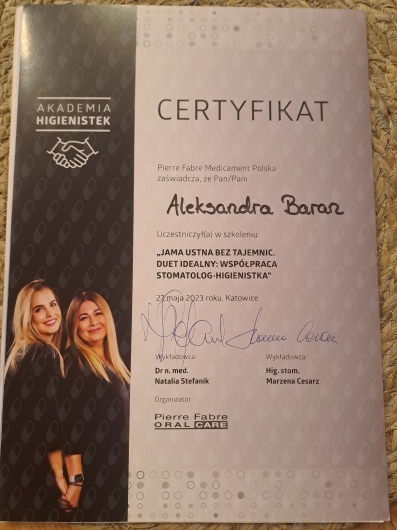 AKADEMIA
HIGIENISTEK
CERTYFIKAT
Pierre Fabre Medicament Polska
zaświadcza, że Pan/Pani
Aleksandra Baran
Uczestniczył(a) w szkoleniu:
„JAMA USTNA BEZ TAJEMNIC.
DUET IDEALNY: WSPÓŁPRACA
STOMATOLOG-HIGIENISTKA"
22 maja 2023 roku. Katowice
Wykładowca: Wykładowca:
Dr n. med. Hig. stom.
Natalia Stefanik Marzena Cesarz
Organizator:
Pierre Fabre
ORAL CARE